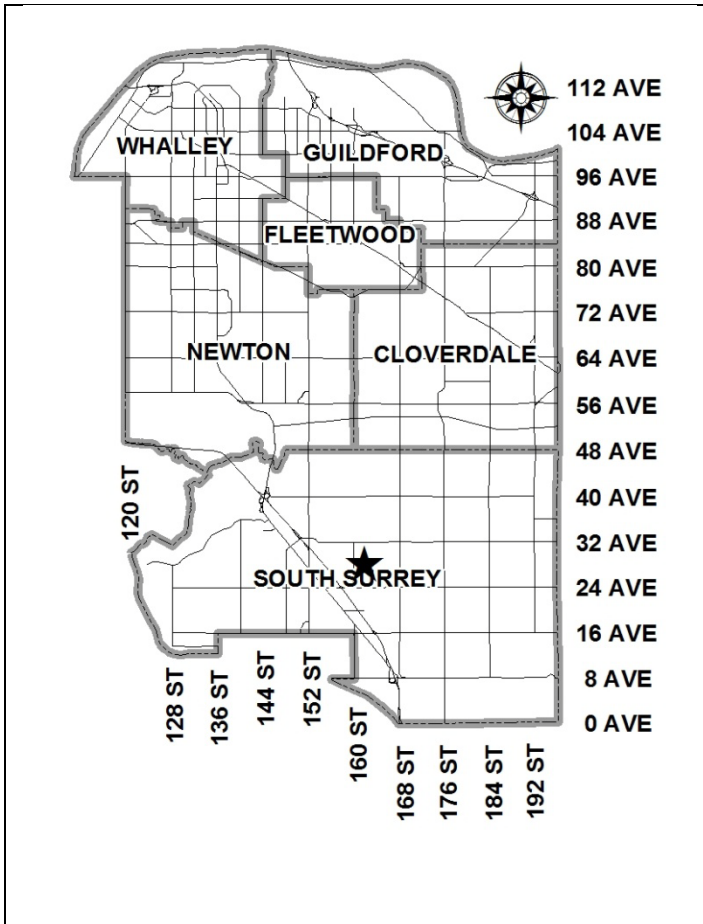 112 AVE
104 AVE
WHALLEY
GUILDFORD
96 AVE
88 AVE
FLEETWOOD
80 AVE
72 AVE
NEWTON
CLOVERDALE
64 AVE
56 AVE
48 AVE
120 ST
40 AVE
32 AVE
SOUTH SURREY
24 AVE
16 AVE
8 AVE
0 AVE
128 ST
136 ST
144 ST
152 ST
160 ST
168 ST
176 ST
184 ST
192 ST